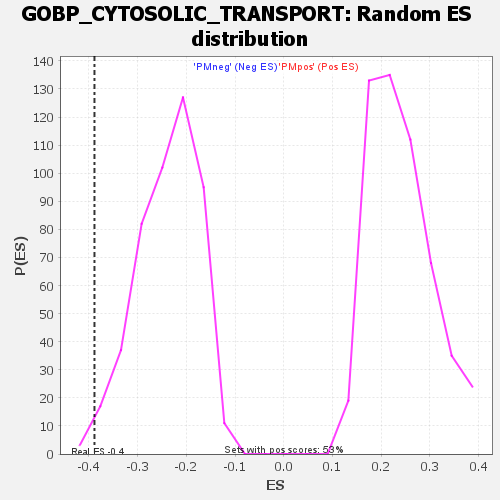 GOBP_CYTOSOLIC_TRANSPORT: Random ES
distribution
'PMneg' (Neg ES) 'PMpos' (Pos ES)
140
130
120
110
100
90
80
70
60
50
40
30
20
10
0
P(ES)
Real ES -0.4
Sets with pos scores: 53%
-0.4 -0.3 -0.2 -0.1 0.0 0.1 0.2 0.3 0.4
ES